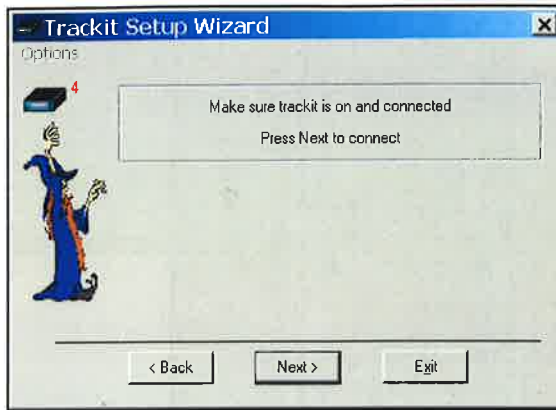 Trackit Setup Wizard
Options
4
Make sure trackit is on and connected
Press Next to connect
< Back
Next >
Exit